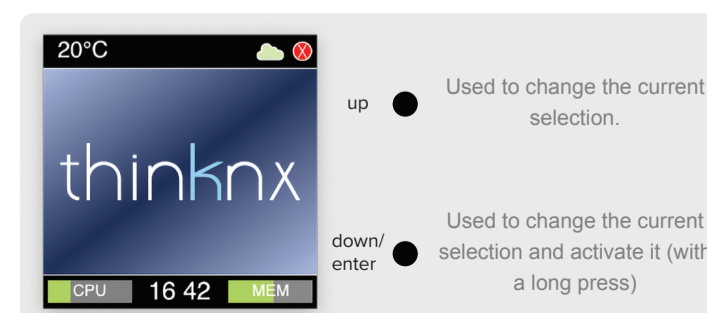 20°C
X
thinknx
CPU 16 42 MEM
up
Used to change the current
selection.
down/
enter
Used to change the current
selection and activate it (with
a long press)